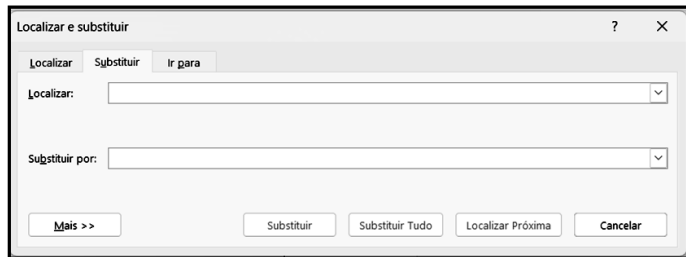 Localizar e substituir ? ✕
Localizar Substituir Ir para
Localizar:
Substituir por:
Mais >> Substituir Substituir Tudo Localizar Próxima Cancelar